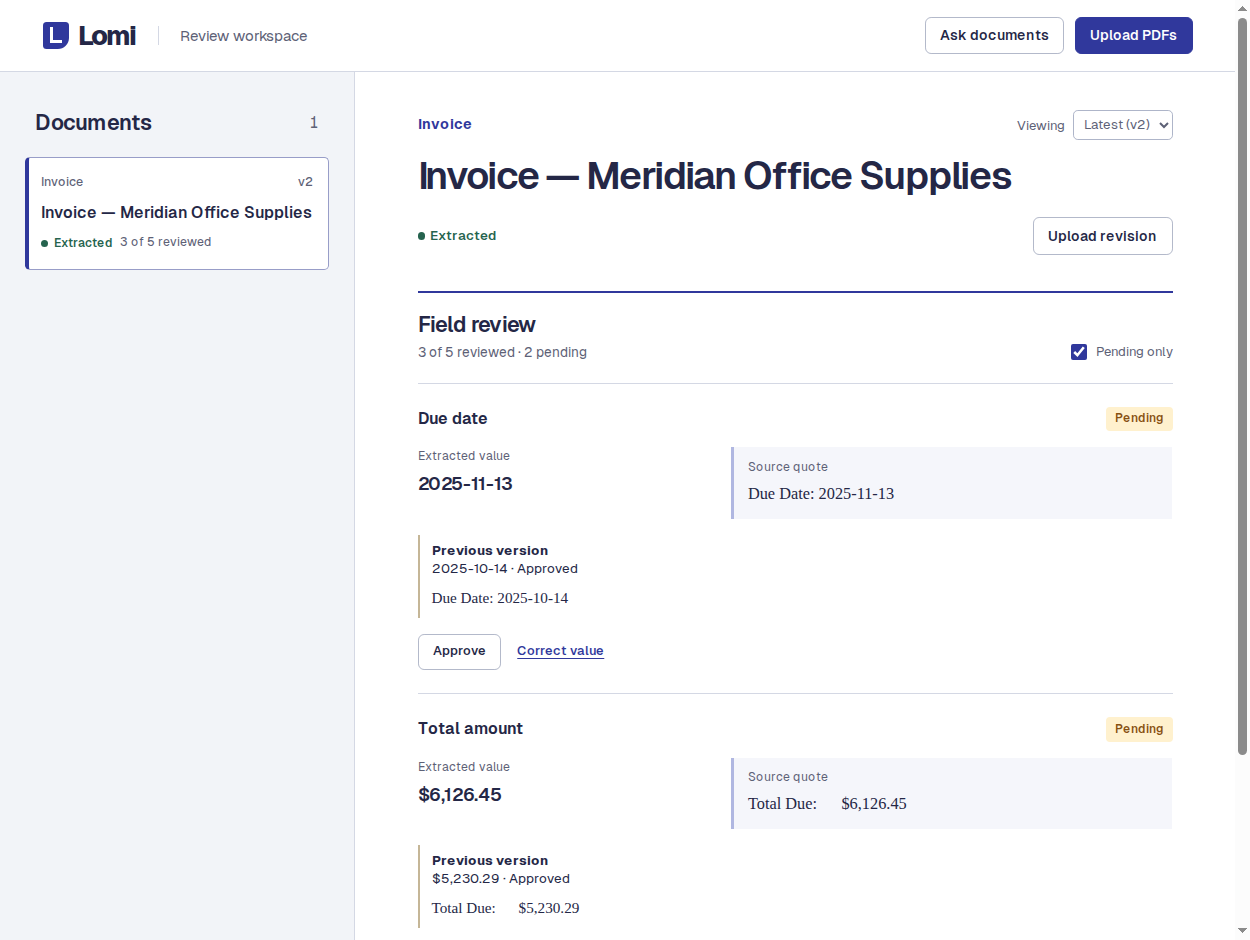 Lomi
Review workspace
Ask documents
Upload PDFs
Documents
1
Invoice
v2
Invoice — Meridian Office Supplies
Extracted 3 of 5 reviewed
Invoice
Viewing
Latest (v2)
Invoice — Meridian Office Supplies
Extracted
Upload revision
Field review
3 of 5 reviewed · 2 pending
Pending only
Due date
Pending
Extracted value
2025-11-13
Source quote
Due Date: 2025-11-13
Previous version
2025-10-14 · Approved
Due Date: 2025-10-14
Approve
Correct value
Total amount
Pending
Extracted value
$6,126.45
Source quote
Total Due: $6,126.45
Previous version
$5,230.29 · Approved
Total Due: $5,230.29